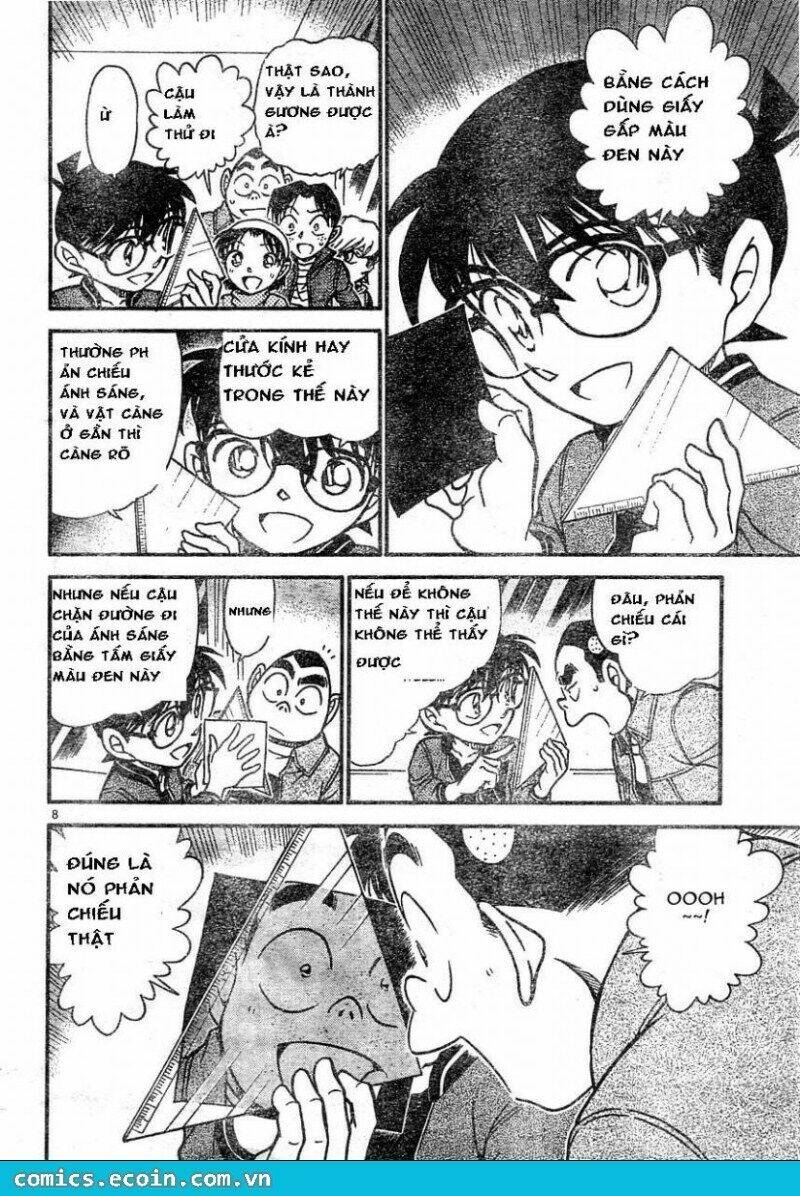 BẰNG CÁCH
DÙNG GIẤY
GẤP MÀU
ĐEN NÀY
THẬT SAO,
VẬY LÀ THÀNH
GƯƠNG ĐƯỢC
À?
CẬU
LÀM
THỬ ĐI
Ừ
CỬA KÍNH HAY
THƯỚC KẺ
TRONG THẾ NÀY
THƯỜNG PH
ẢN CHIẾU
ÁNH SÁNG,
VÀ VẬT CÀNG
Ở GẦN THÌ
CÀNG RÕ
ĐÂU, PHẢN
CHIẾU CÁI
GÌ?
NẾU ĐỂ KHÔNG
THẾ NÀY THÌ CẬU
KHÔNG THỂ THẤY
ĐƯỢC
..........
NHƯNG
NHƯNG NẾU CẬU
CHẶN ĐƯỜNG ĐI
CỦA ÁNH SÁNG
BẰNG TẤM GIẤY
MÀU ĐEN NÀY
8
OOOH
~~!
ĐÚNG LÀ
NÓ PHẢN
CHIẾU
THẬT
comics.ecoin.com.vn